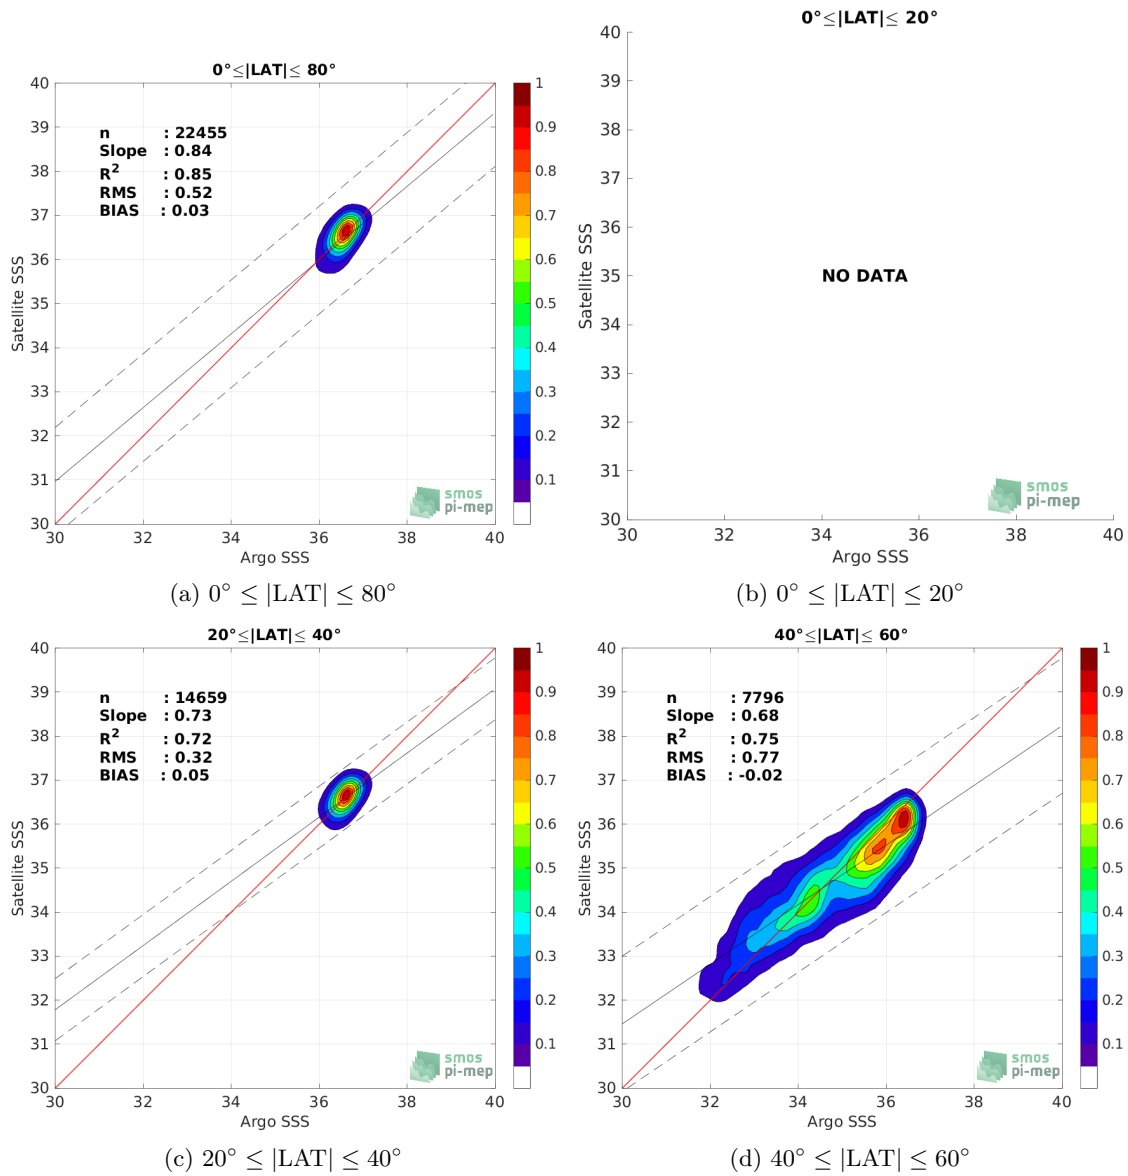 0°≤|LAT|≤ 80°
40
39
38
37
36
35
34
33
32
31
30
Satellite SSS
n : 22455
Slope : 0.84
R² : 0.85
RMS : 0.52
BIAS : 0.03
smos
pi-mep
30 32 34 36 38 40
Argo SSS
1
0.9
0.8
0.7
0.6
0.5
0.4
0.3
0.2
0.1
(a) 0° ≤ |LAT| ≤ 80°
0°≤|LAT|≤ 20°
40
39
38
37
36
35
34
33
32
31
30
Satellite SSS
NO DATA
smos
pi-mep
30 32 34 36 38 40
Argo SSS
(b) 0° ≤ |LAT| ≤ 20°
20°≤|LAT|≤ 40°
40
39
38
37
36
35
34
33
32
31
30
Satellite SSS
n : 14659
Slope : 0.73
R² : 0.72
RMS : 0.32
BIAS : 0.05
smos
pi-mep
30 32 34 36 38 40
Argo SSS
1
0.9
0.8
0.7
0.6
0.5
0.4
0.3
0.2
0.1
(c) 20° ≤ |LAT| ≤ 40°
40°≤|LAT|≤ 60°
40
39
38
37
36
35
34
33
32
31
30
Satellite SSS
n : 7796
Slope : 0.68
R² : 0.75
RMS : 0.77
BIAS : -0.02
smos
pi-mep
30 32 34 36 38 40
Argo SSS
1
0.9
0.8
0.7
0.6
0.5
0.4
0.3
0.2
0.1
(d) 40° ≤ |LAT| ≤ 60°